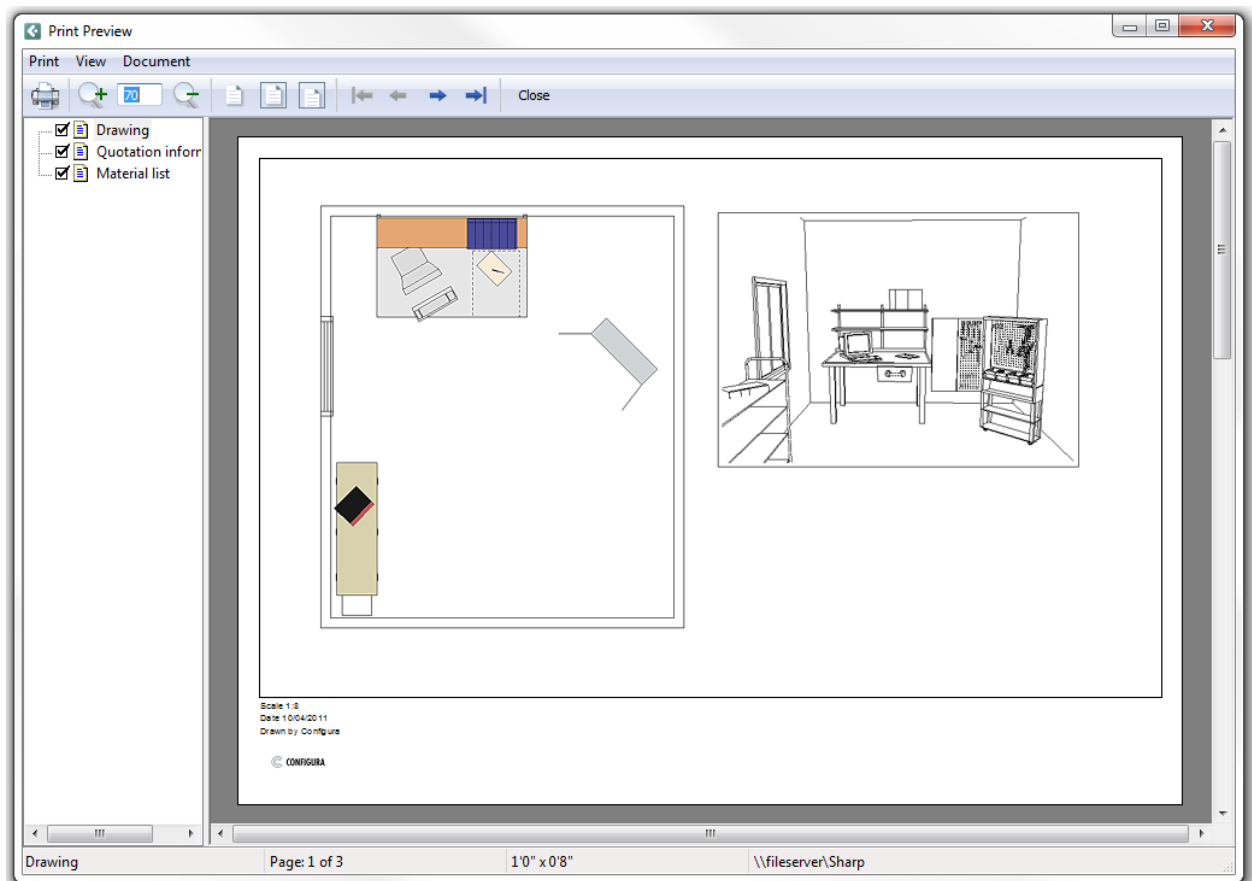 Print Preview
Print View Document
70 Close
Drawing
Quotation inforr
Material list
Scale 1:8
Date 10/04/2011
Drawn by Configura
CONFIGURA
Drawing Page: 1 of 3 1'0" x 0'8" \\fileserver\Sharp